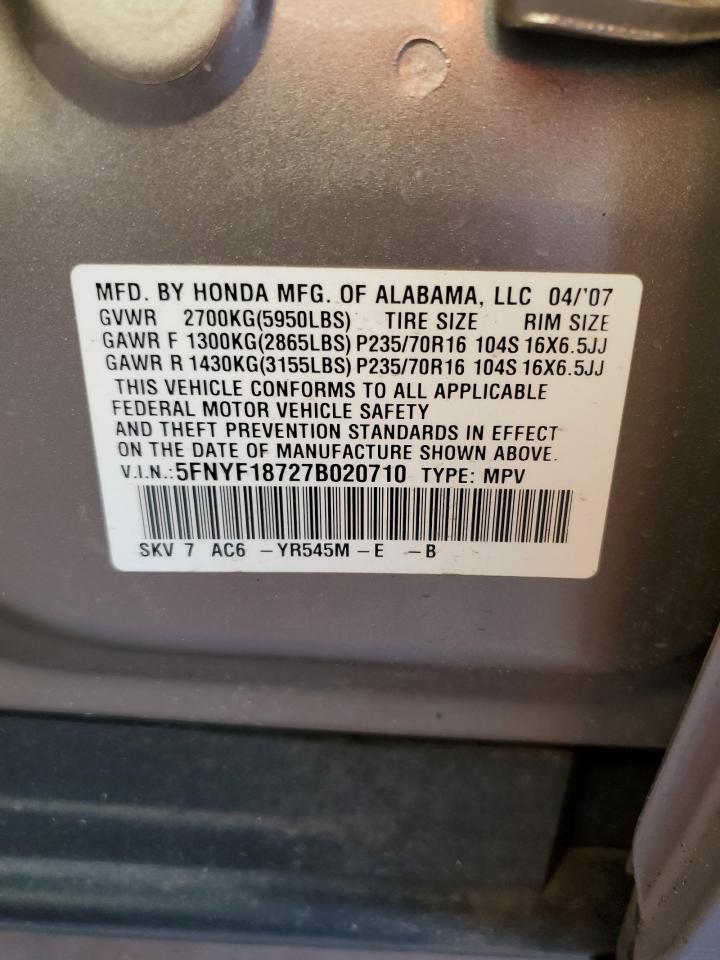 MFD. BY HONDA MFG. OF ALABAMA, LLC 04/'07
GVWR 2700KG(5950LBS) TIRE SIZE RIM SIZE
GAWR F 1300KG(2865LBS) P235/70R16 104S 16X6.5JJ
GAWR R 1430KG(3155LBS) P235/70R16 104S 16X6.5JJ
THIS VEHICLE CONFORMS TO ALL APPLICABLE
FEDERAL MOTOR VEHICLE SAFETY
AND THEFT PREVENTION STANDARDS IN EFFECT
ON THE DATE OF MANUFACTURE SHOWN ABOVE.
V.I.N.: 5FNYF18727B020710 TYPE: MPV
SKV 7 AC6 -YR545M-E -B